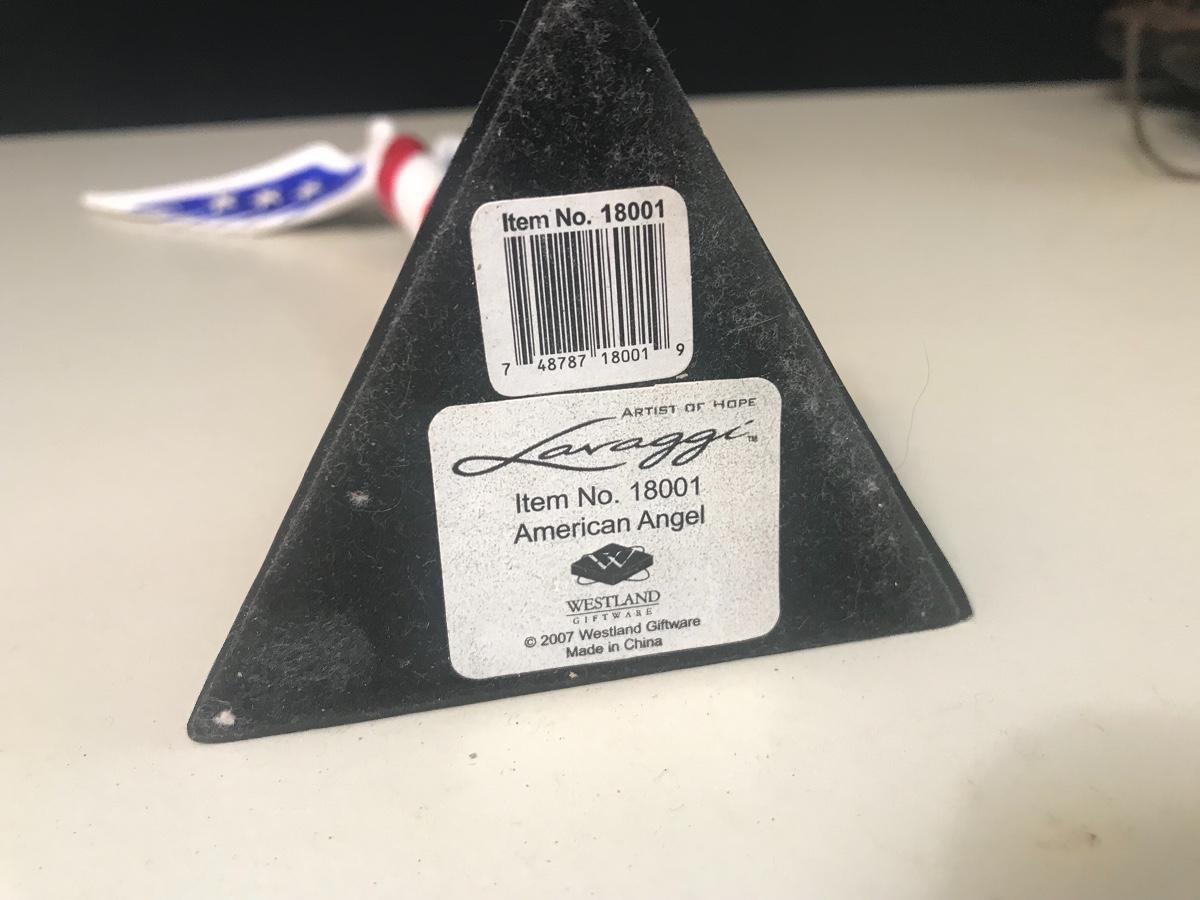 Item No. 18001
7 48787 18001 9
ARTIST OF HOPE
Lavaggi™
Item No. 18001
American Angel
WESTLAND
GIFTWARE
© 2007 Westland Giftware
Made in China